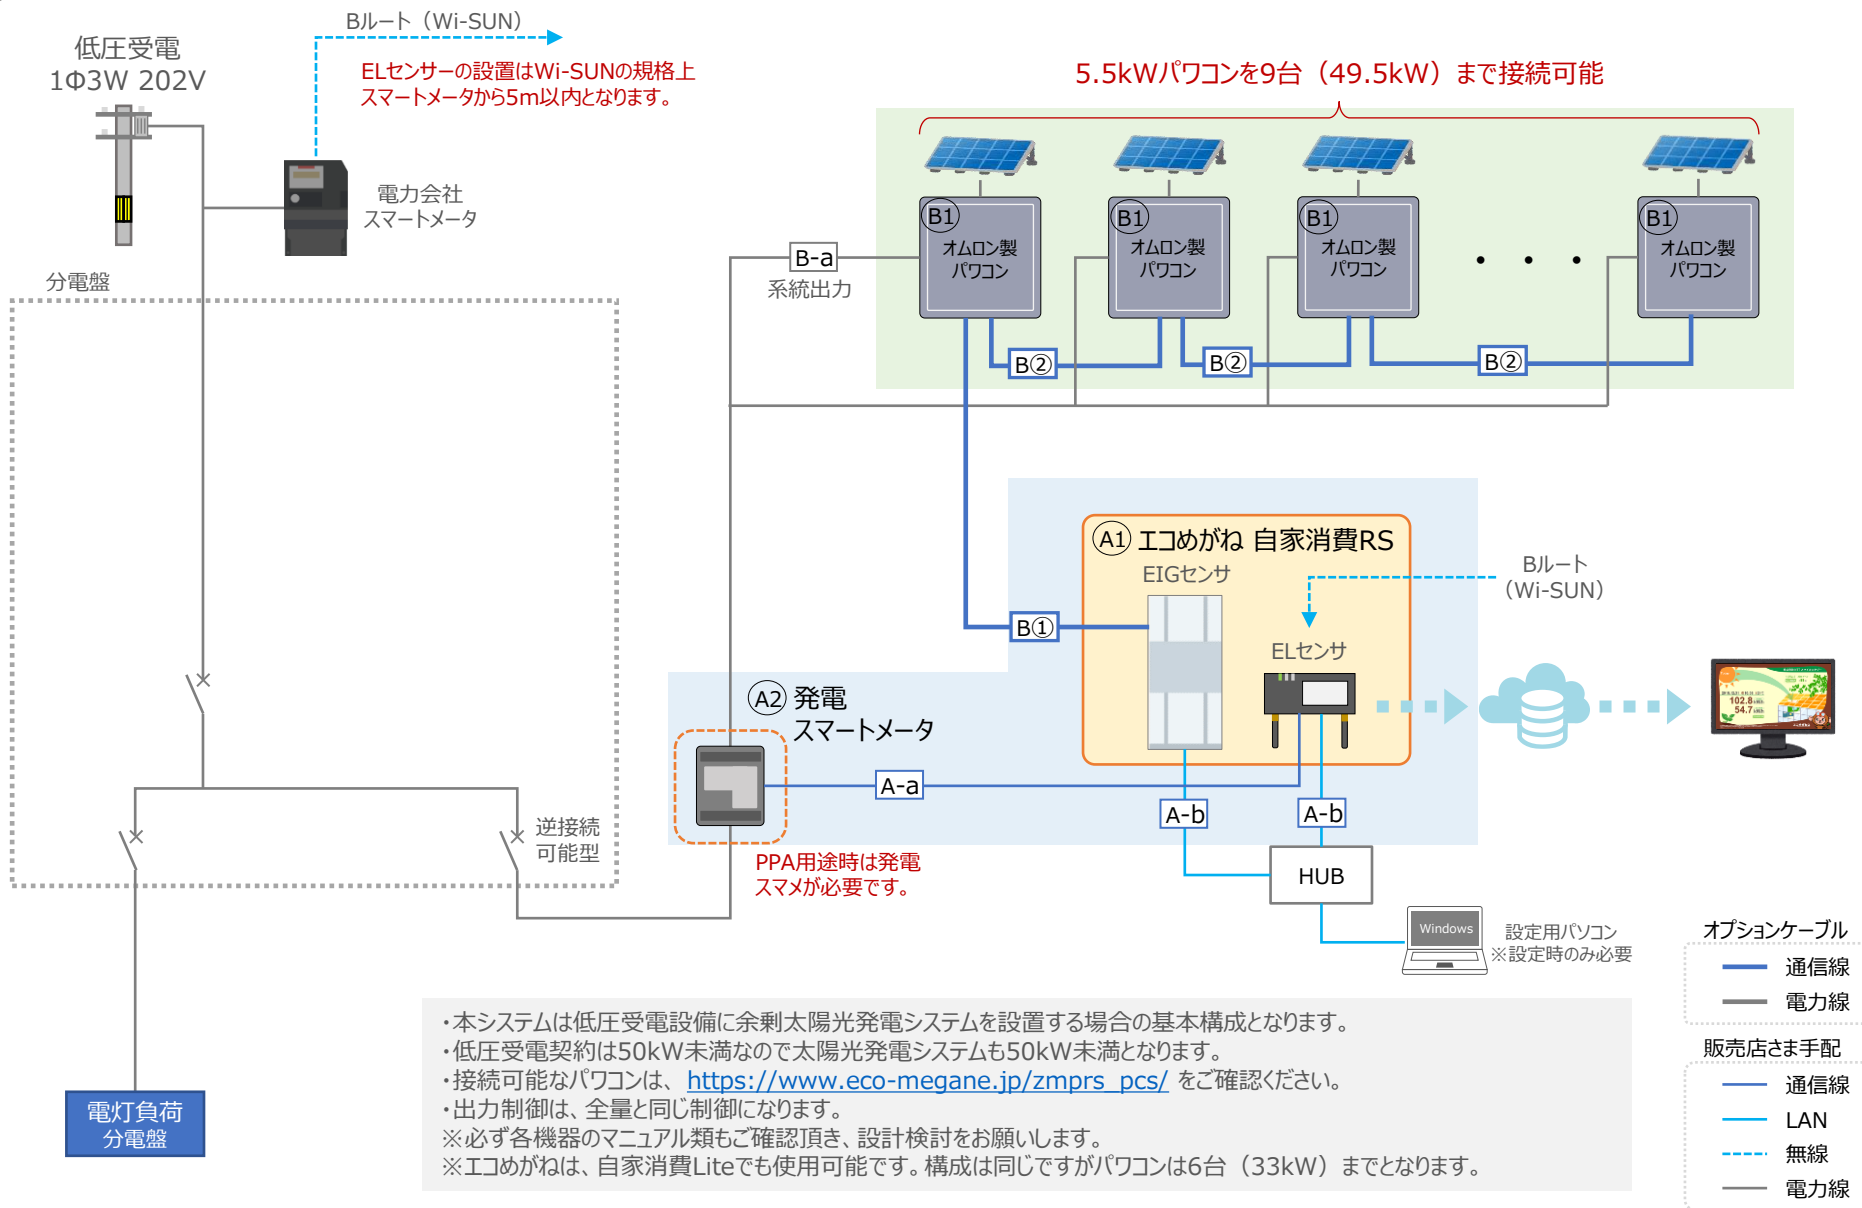 Bルート（Wi-SUN）
低圧受電
1Φ3W 202V
ELセンサーの設置はWi-SUNの規格上
スマートメータから5m以内となります。
電力会社
スマートメータ
分電盤
5.5kWパワコンを9台（49.5kW）まで接続可能
B1
オムロン製
パワコン
B1
オムロン製
パワコン
B1
オムロン製
パワコン
・ ・ ・
B1
オムロン製
パワコン
B-a
系統出力
B②
B②
B②
A1 エコめがね 自家消費RS
EIGセンサ
Bルート
（Wi-SUN）
B①
ELセンサ
A2 発電
スマートメータ
102.8
54.7
A-a
A-b
A-b
逆接続
可能型
PPA用途時は発電
スマメが必要です。
HUB
Windows
設定用パソコン
※設定時のみ必要
オプションケーブル
通信線
電力線
販売店さま手配
通信線
LAN
無線
電力線
電灯負荷
分電盤
・本システムは低圧受電設備に余剰太陽光発電システムを設置する場合の基本構成となります。
・低圧受電契約は50kW未満なので太陽光発電システムも50kW未満となります。
・接続可能なパワコンは、 https://www.eco-megane.jp/zmprs_pcs/ をご確認ください。
・出力制御は、全量と同じ制御になります。
※必ず各機器のマニュアル類もご確認頂き、設計検討をお願いします。
※エコめがねは、自家消費Liteでも使用可能です。構成は同じですがパワコンは6台（33kW）までとなります。